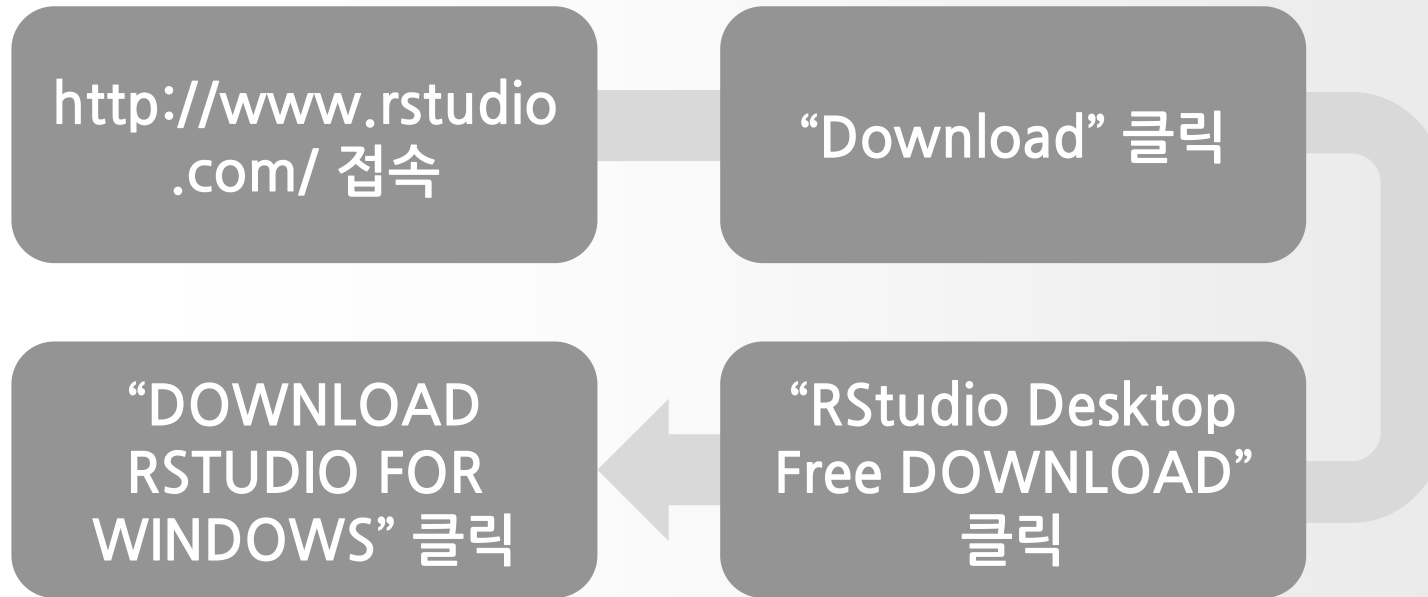 http://www.rstudio
.com/ 접속
“Download” 클릭
“RStudio Desktop
Free DOWNLOAD”
클릭
“DOWNLOAD
RSTUDIO FOR
WINDOWS” 클릭